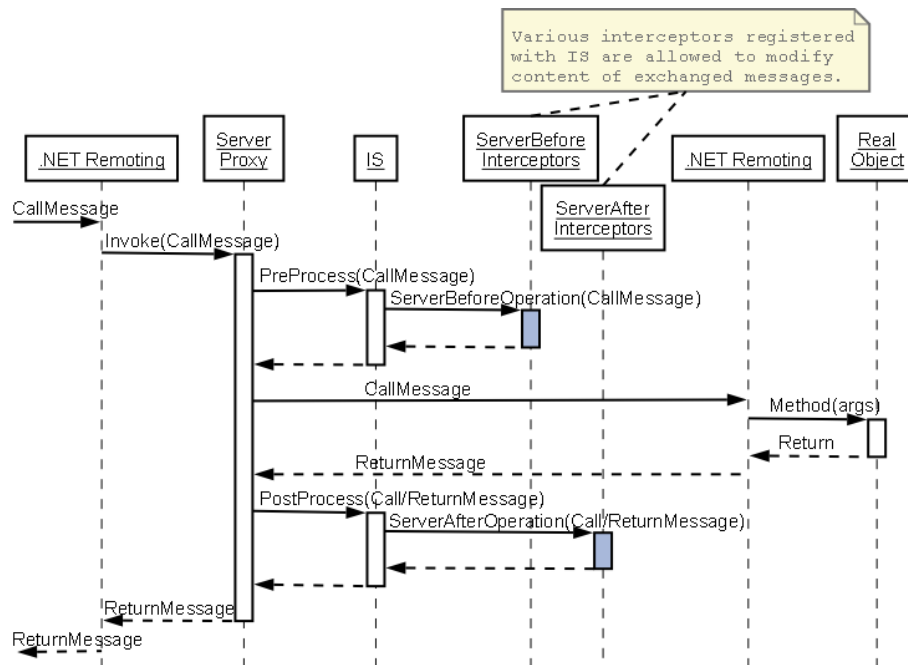 Various interceptors registered
with IS are allowed to modify
content of exchanged messages.
.NET Remoting
Server
Proxy
IS
ServerBefore
Interceptors
.NET Remoting
Real
Object
ServerAfter
Interceptors
CallMessage
Invoke(CallMessage)
PreProcess(CallMessage)
ServerBeforeOperation(CallMessage)
CallMessage
Method(args)
Return
ReturnMessage
PostProcess(Call/ReturnMessage)
ServerAfterOperation(Call/ReturnMessage)
ReturnMessage
ReturnMessage